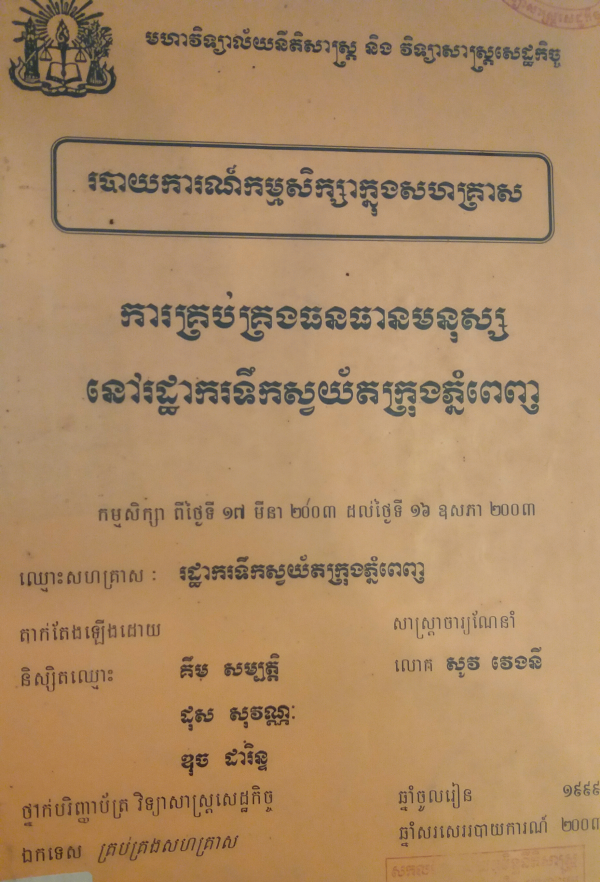 មហាវិទ្យាល័យនីតិសាស្ត្រ និង វិទ្យាសាស្ត្រសេដ្ឋកិច្ច
របាយការណ៍កម្មសិក្សាក្នុងសហគ្រាស
ការគ្រប់គ្រងធនធានមនុស្ស
នៅរដ្ឋាករទឹកស្វយ័តក្រុងភ្នំពេញ
កម្មសិក្សា ពីថ្ងៃទី ១៧ មីនា ២០០៣ ដល់ថ្ងៃទី ១៦ ឧសភា ២០០៣
ឈ្មោះសហគ្រាស : រដ្ឋាករទឹកស្វយ័តក្រុងភ្នំពេញ
តាក់តែងឡើងដោយ សាស្ត្រាចារ្យណែនាំ
និស្សិតឈ្មោះ គឹម សម្បត្តិ លោក សូវ វេងនី
ដុស សុវណ្ណៈ
ឌុច ដារិន្ទ
ថ្នាក់បរិញ្ញាប័ត្រ វិទ្យាសាស្ត្រសេដ្ឋកិច្ច ឆ្នាំចូលរៀន ១៩៩៩
ឯកទេស គ្រប់គ្រងសហគ្រាស ឆ្នាំសរសេររបាយការណ៍ ២០០៣